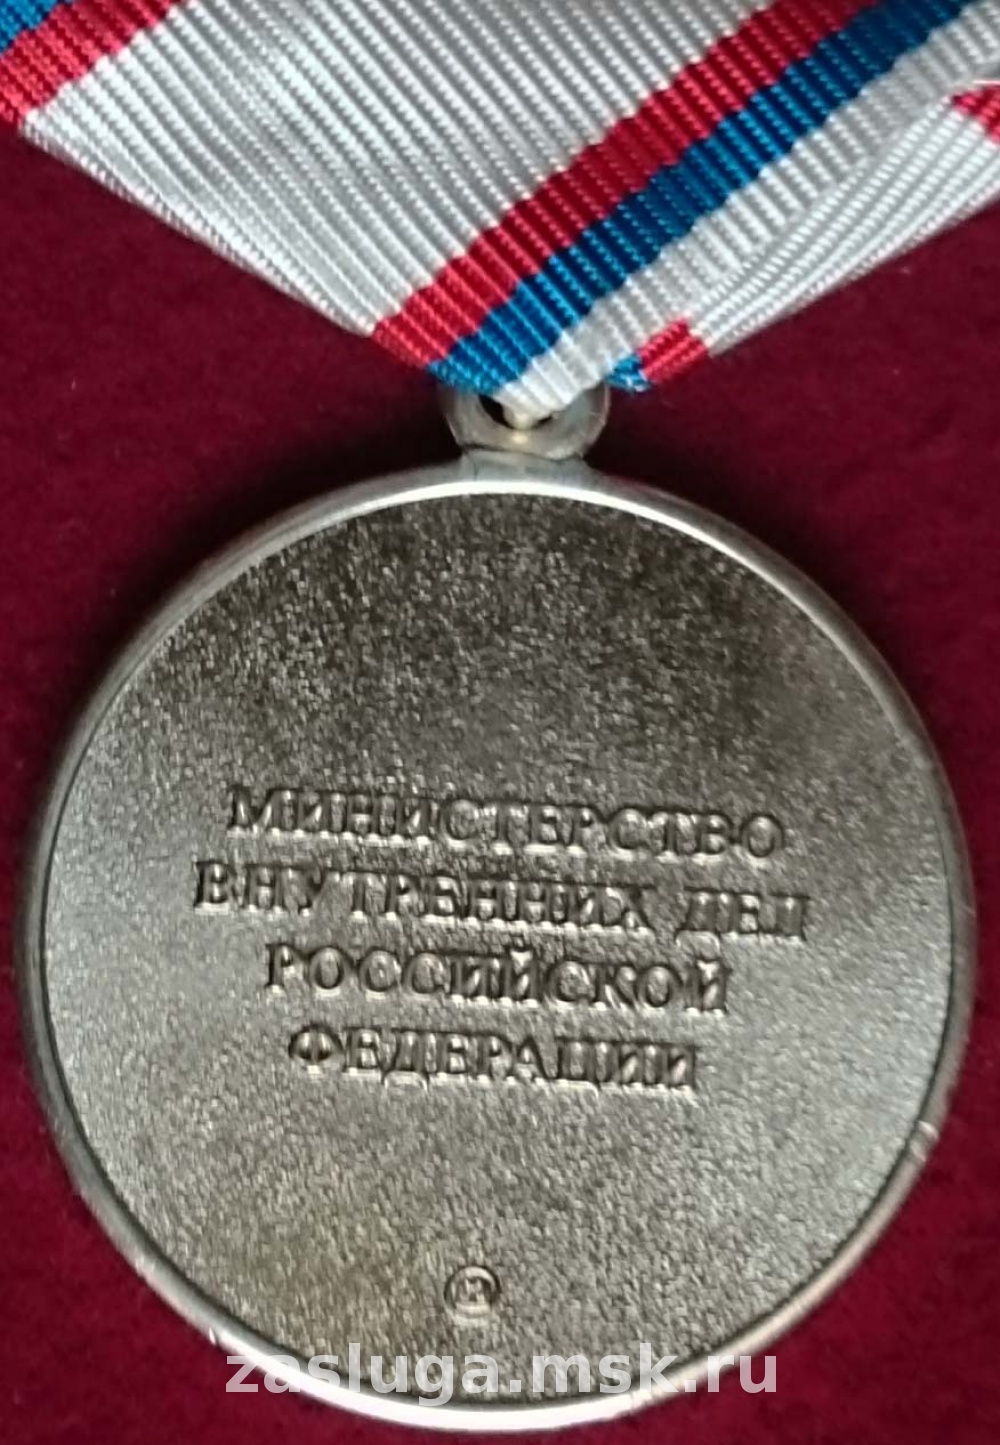 МИНИСТЕРСТВО
ВНУТРЕННИХ ДЕЛ
РОССИЙСКОЙ
ФЕДЕРАЦИИ
zasluga.msk.ru